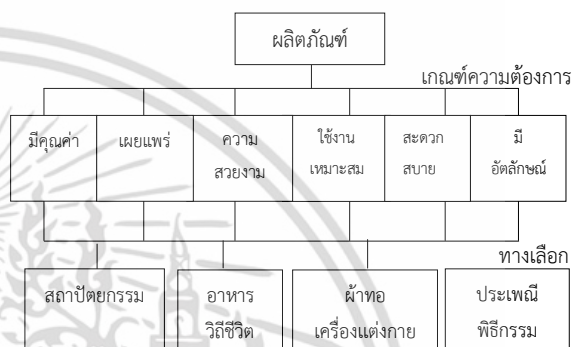 ผลิตภัณฑ์
เกณฑ์ความต้องการ
มีคุณค่า
เผยแพร่
ความ
สวยงาม
ใช้งาน
เหมาะสม
สะดวก
สบาย
มี
อัตลักษณ์
ทางเลือก
สถาปัตยกรรม
อาหาร
วิถีชีวิต
ผ้าทอ
เครื่องแต่งกาย
ประเพณี
พิธีกรรม